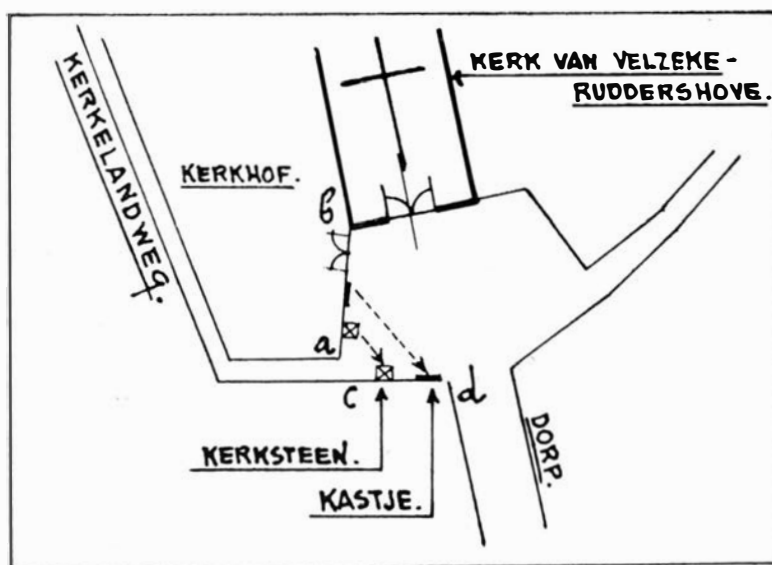 KERK VAN VELZEKE-
RUDDERSHOVE.
KERKELANDWEG.
KERKHOF.
b
a
c
d
KERKSTEEN.
KASTJE.
DORP.